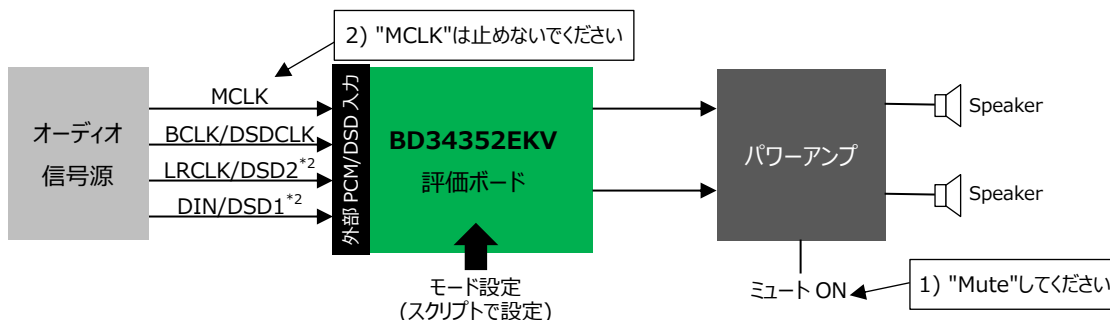 2) "MCLK"は止めないでください
オーディオ
信号源
MCLK
BCLK/DSDCLK
LRCLK/DSD2*2
DIN/DSD1*2
外部 PCM/DSD 入力
BD34352EKV
評価ボード
モード設定
(スクリプトで設定)
パワーアンプ
Speaker
Speaker
ミュート ON
1) "Mute"してください